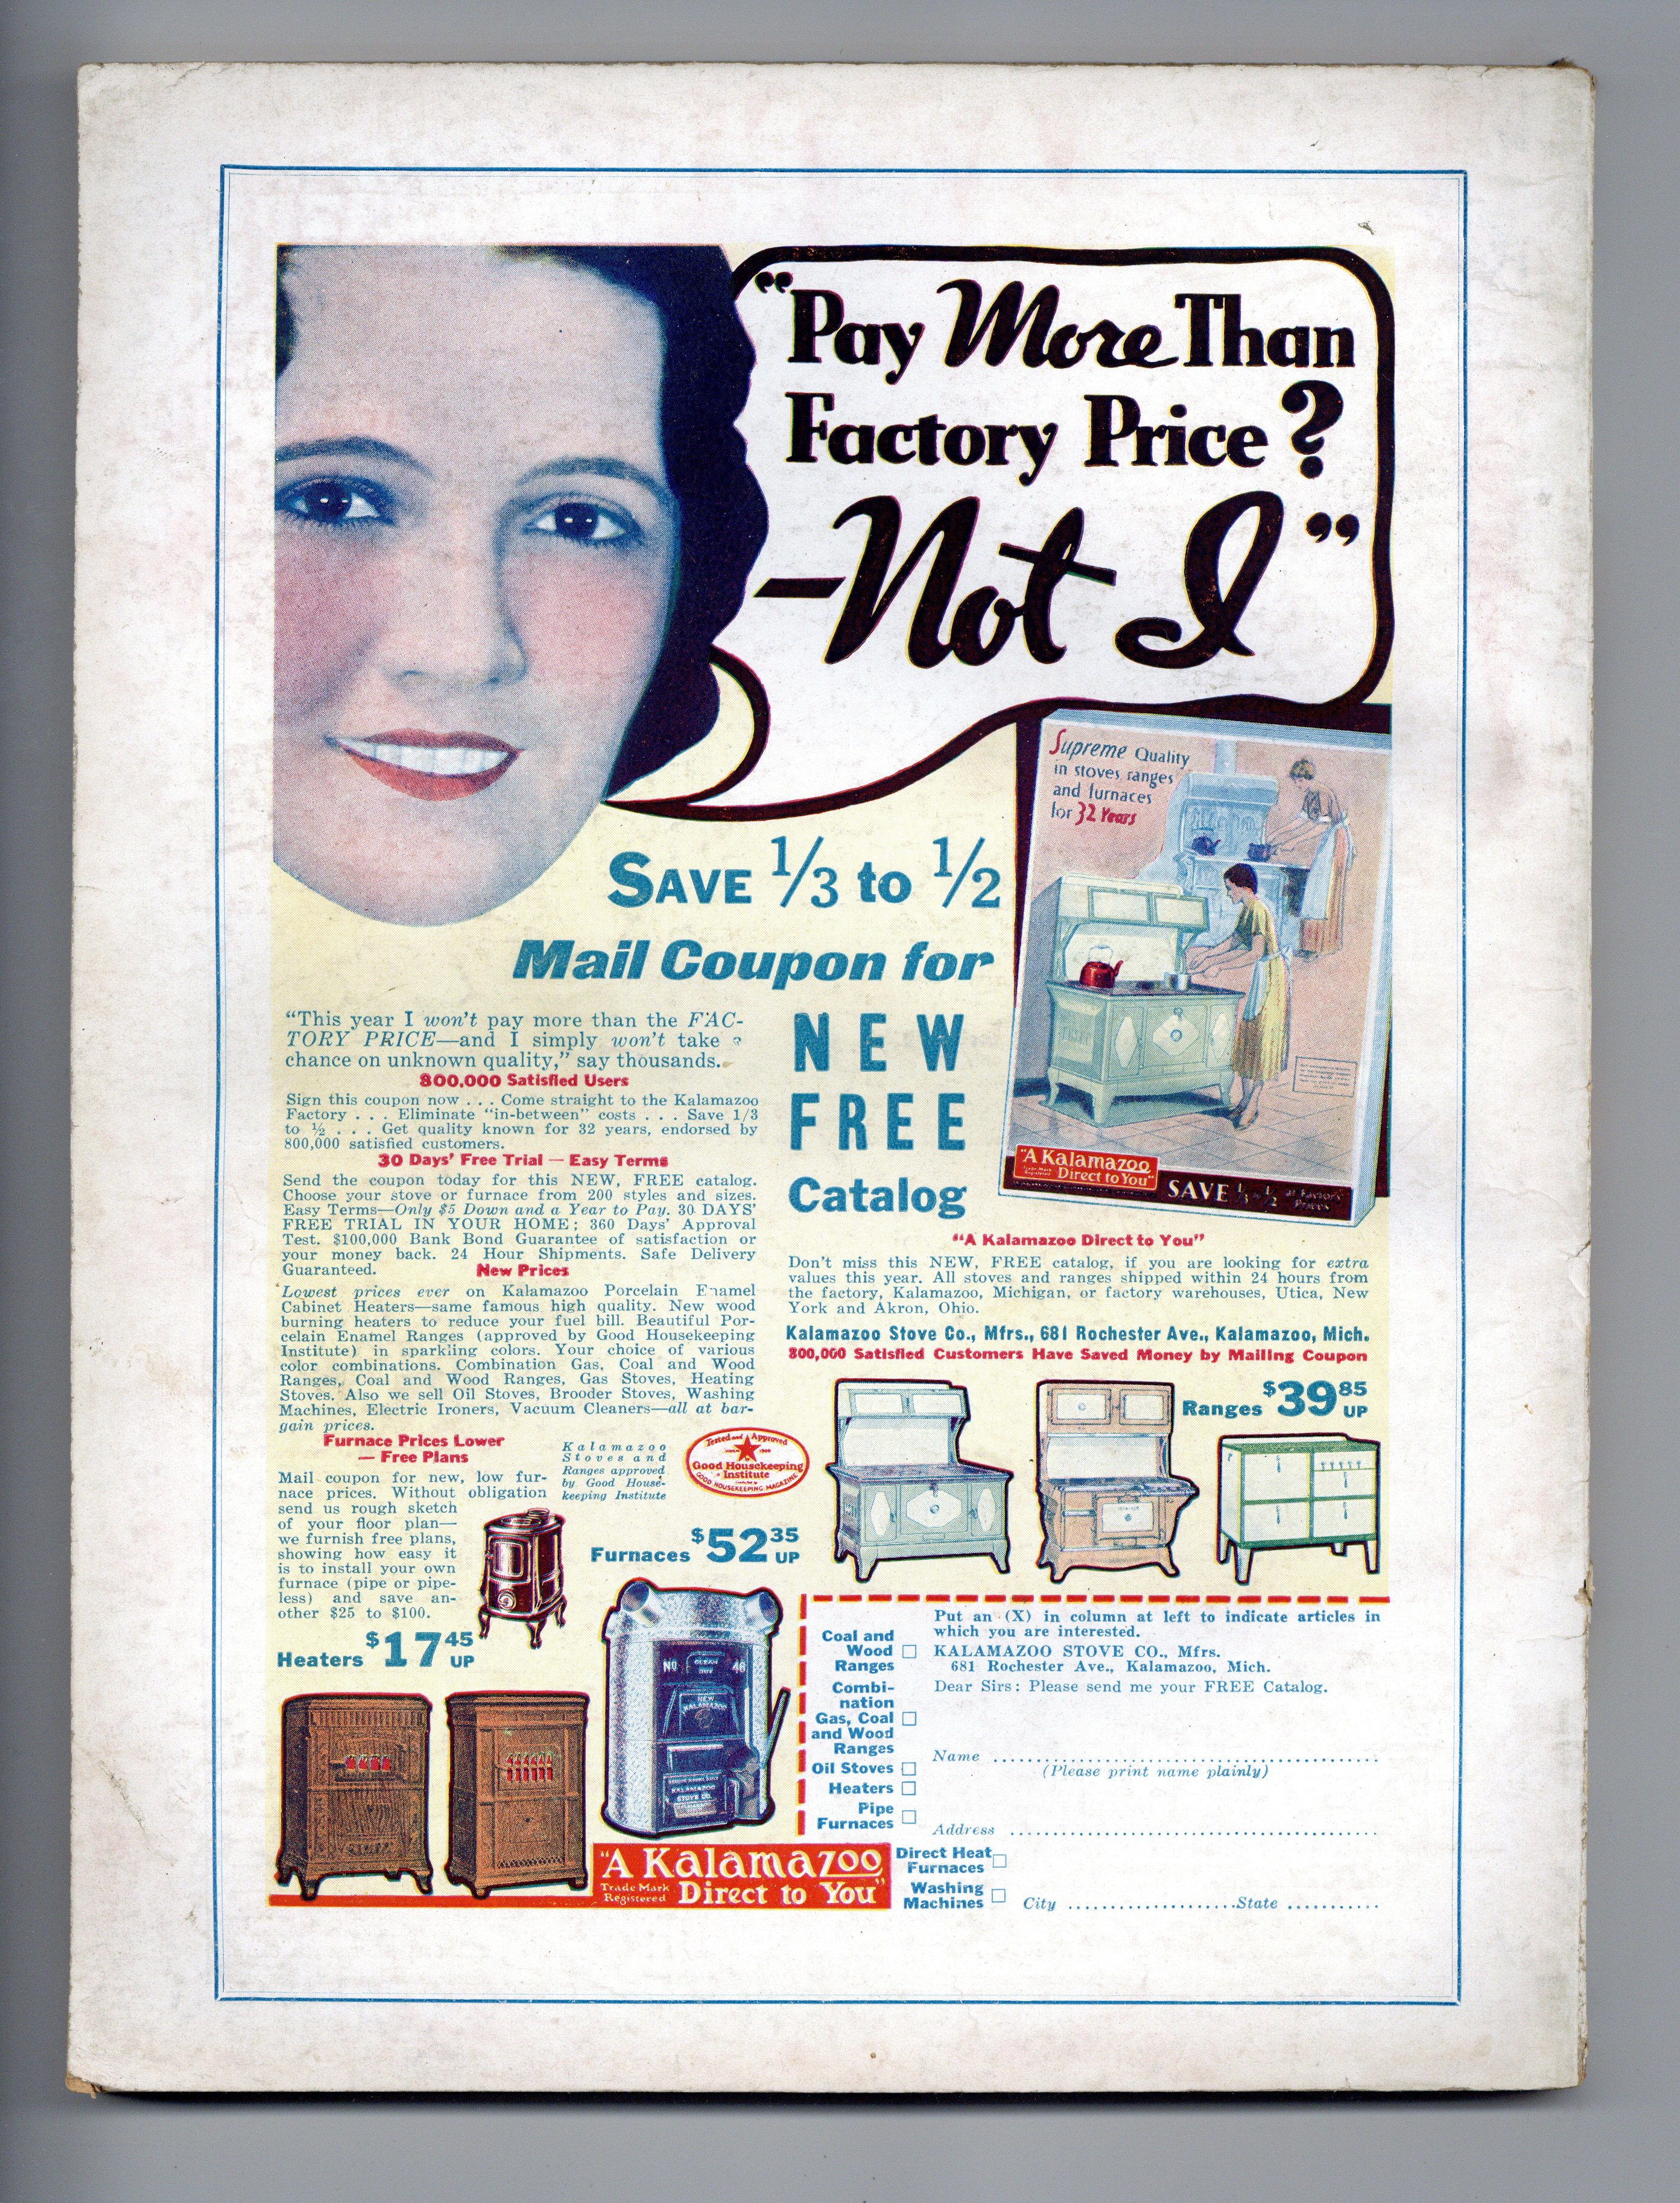 “Pay More Than
Factory Price?
—Not I”
Supreme Quality
in stoves ranges
and furnaces
for 32 Years
"A Kalamazoo
Trade Mark
Registered
Direct to You"
SAVE 1/3 to 1/2 at Factory
Prices
SAVE 1/3 to 1/2
Mail Coupon for
NEW
FREE
Catalog
“This year I won't pay more than the FAC-
TORY PRICE—and I simply won't take
chance on unknown quality,” say thousands.
800,000 Satisfied Users
Sign this coupon now . . . Come straight to the Kalamazoo
Factory . . . Eliminate “in-between” costs . . . Save 1/3
to ½ . . . Get quality known for 32 years, endorsed by
800,000 satisfied customers.
30 Days' Free Trial — Easy Terms
Send the coupon today for this NEW, FREE catalog.
Choose your stove or furnace from 200 styles and sizes.
Easy Terms—Only $5 Down and a Year to Pay. 30 DAYS'
FREE TRIAL IN YOUR HOME; 360 Days' Approval
Test. $100,000 Bank Bond Guarantee of satisfaction or
your money back. 24 Hour Shipments. Safe Delivery
Guaranteed.
New Prices
Lowest prices ever on Kalamazoo Porcelain Enamel
Cabinet Heaters—same famous high quality. New wood
burning heaters to reduce your fuel bill. Beautiful Por-
celain Enamel Ranges (approved by Good Housekeeping
Institute) in sparkling colors. Your choice of various
color combinations. Combination Gas, Coal and Wood
Ranges, Coal and Wood Ranges, Gas Stoves, Heating
Stoves. Also we sell Oil Stoves, Brooder Stoves, Washing
Machines, Electric Ironers, Vacuum Cleaners—all at bar-
gain prices.
Furnace Prices Lower
— Free Plans
Mail coupon for new, low fur-
nace prices. Without obligation
send us rough sketch
of your floor plan—
we furnish free plans,
showing how easy it
is to install your own
furnace (pipe or pipe-
less) and save an-
other $25 to $100.
Kalamazoo
Stoves and
Ranges approved
by Good House-
keeping Institute
Tested and Approved
Good Housekeeping
Institute
GOOD HOUSEKEEPING MAGAZINE
Heaters $17 45 UP
Furnaces $52 35 UP
NO 48
CLEAN
OUT
NEW
KALAMAZOO
KALAMAZOO
STOVE CO.
“A Kalamazoo Direct to You”
Don't miss this NEW, FREE catalog, if you are looking for extra
values this year. All stoves and ranges shipped within 24 hours from
the factory, Kalamazoo, Michigan, or factory warehouses, Utica, New
York and Akron, Ohio.
Kalamazoo Stove Co., Mfrs., 681 Rochester Ave., Kalamazoo, Mich.
800,000 Satisfied Customers Have Saved Money by Mailing Coupon
Ranges $39 85 UP
Put an (X) in column at left to indicate articles in
which you are interested.
KALAMAZOO STOVE CO., Mfrs.
681 Rochester Ave., Kalamazoo, Mich.
Dear Sirs: Please send me your FREE Catalog.
Coal and
Wood
Ranges
Combi-
nation
Gas, Coal
and Wood
Ranges
Oil Stoves
Heaters
Pipe
Furnaces
Direct Heat
Furnaces
Washing
Machines
Name
(Please print name plainly)
Address
City State
“A Kalamazoo
Trade Mark
Registered
Direct to You”